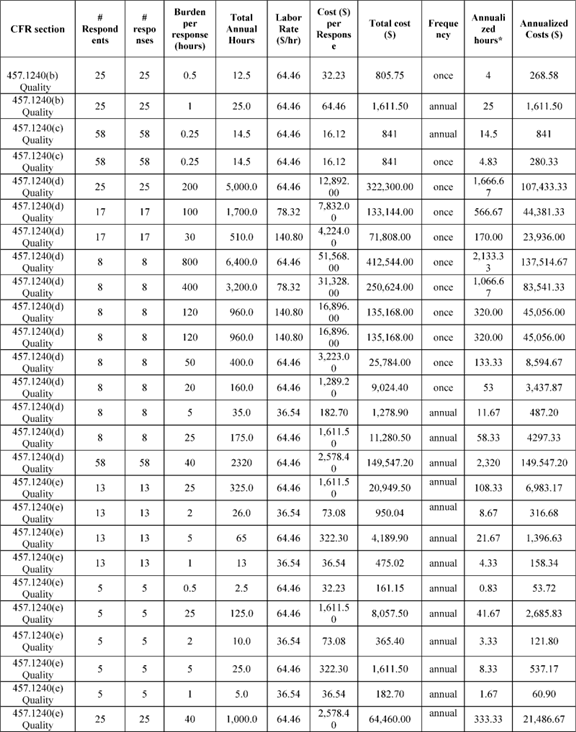 CFR section # Respondents # responses Burden per response (hours) Total Annual Hours Labor Rate ($/hr) Cost ($) per Response Total cost ($) Frequency Annualized hours* Annualized Costs ($)
457.1240(b) Quality 25 25 0.5 12.5 64.46 32.23 805.75 once 4 268.58
457.1240(b) Quality 25 25 1 25.0 64.46 64.46 1,611.50 annual 25 1,611.50
457.1240(c) Quality 58 58 0.25 14.5 64.46 16.12 841 annual 14.5 841
457.1240(c) Quality 58 58 0.25 14.5 64.46 16.12 841 once 4.83 280.33
457.1240(d) Quality 25 25 200 5,000.0 64.46 12,892.00 322,300.00 once 1,666.67 107,433.33
457.1240(d) Quality 17 17 100 1,700.0 78.32 7,832.00 133,144.00 once 566.67 44,381.33
457.1240(d) Quality 17 17 30 510.0 140.80 4,224.00 71,808.00 once 170.00 23,936.00
457.1240(d) Quality 8 8 800 6,400.0 64.46 51,568.00 412,544.00 once 2,133.33 137,514.67
457.1240(d) Quality 8 8 400 3,200.0 78.32 31,328.00 250,624.00 once 1,066.67 83,541.33
457.1240(d) Quality 8 8 120 960.0 140.80 16,896.00 135,168.00 once 320.00 45,056.00
457.1240(d) Quality 8 8 120 960.0 140.80 16,896.00 135,168.00 once 320.00 45,056.00
457.1240(d) Quality 8 8 50 400.0 64.46 3,223.00 25,784.00 once 133.33 8,594.67
457.1240(d) Quality 8 8 20 160.0 64.46 1,289.20 9,024.40 once 53 3,437.87
457.1240(d) Quality 8 8 5 35.0 36.54 182.70 1,278.90 annual 11.67 487.20
457.1240(d) Quality 8 8 25 175.0 64.46 1,611.50 11,280.50 annual 58.33 4297.33
457.1240(d) Quality 58 58 40 2320 64.46 2,578.40 149,547.20 annual 2,320 149.547.20
457.1240(e) Quality 13 13 25 325.0 64.46 1,611.50 20,949.50 annual 108.33 6,983.17
457.1240(e) Quality 13 13 2 26.0 36.54 73.08 950.04 annual 8.67 316.68
457.1240(e) Quality 13 13 5 65 64.46 322.30 4,189.90 annual 21.67 1,396.63
457.1240(e) Quality 13 13 1 13 36.54 36.54 475.02 annual 4.33 158.34
457.1240(e) Quality 5 5 0.5 2.5 64.46 32.23 161.15 annual 0.83 53.72
457.1240(e) Quality 5 5 25 125.0 64.46 1,611.50 8,057.50 annual 41.67 2,685.83
457.1240(e) Quality 5 5 2 10.0 36.54 73.08 365.40 annual 3.33 121.80
457.1240(e) Quality 5 5 5 25.0 64.46 322.30 1,611.50 annual 8.33 537.17
457.1240(e) Quality 5 5 1 5.0 36.54 36.54 182.70 annual 1.67 60.90
457.1240(e) Quality 25 25 40 1,000.0 64.46 2,578.40 64,460.00 annual 333.33 21,486.67